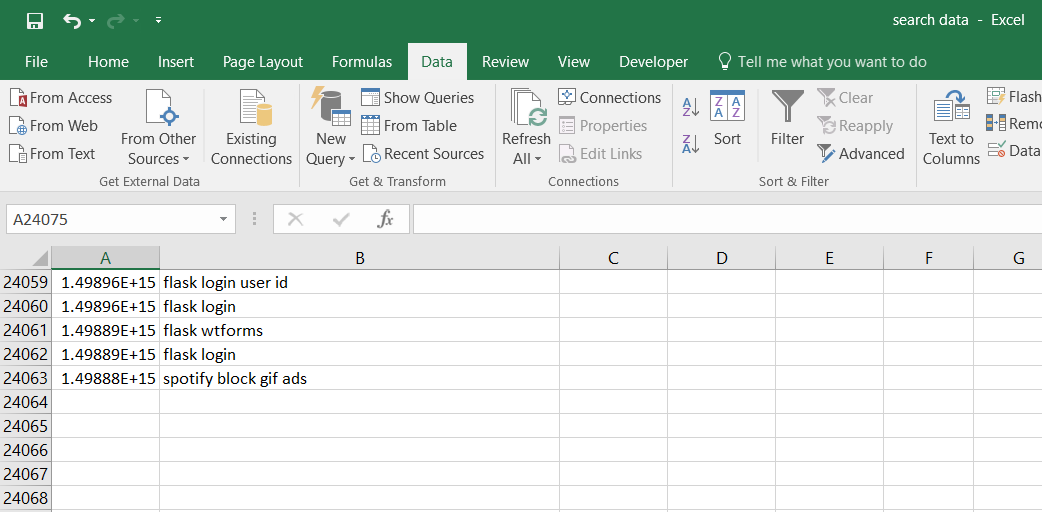 search data - Excel
File Home Insert Page Layout Formulas Data Review View Developer Tell me what you want to do
From Access
From Web
From Text
From Other Sources
Existing Connections
Get External Data
New Query
Show Queries
From Table
Recent Sources
Get & Transform
Refresh All
Connections
Properties
Edit Links
Connections
Sort
Filter
Clear
Reapply
Advanced
Sort & Filter
Text to Columns
Flash
Remo
Data
A24075
fx
A B C D E F G
24059 1.49896E+15 flask login user id
24060 1.49896E+15 flask login
24061 1.49889E+15 flask wtforms
24062 1.49889E+15 flask login
24063 1.49888E+15 spotify block gif ads
24064
24065
24066
24067
24068